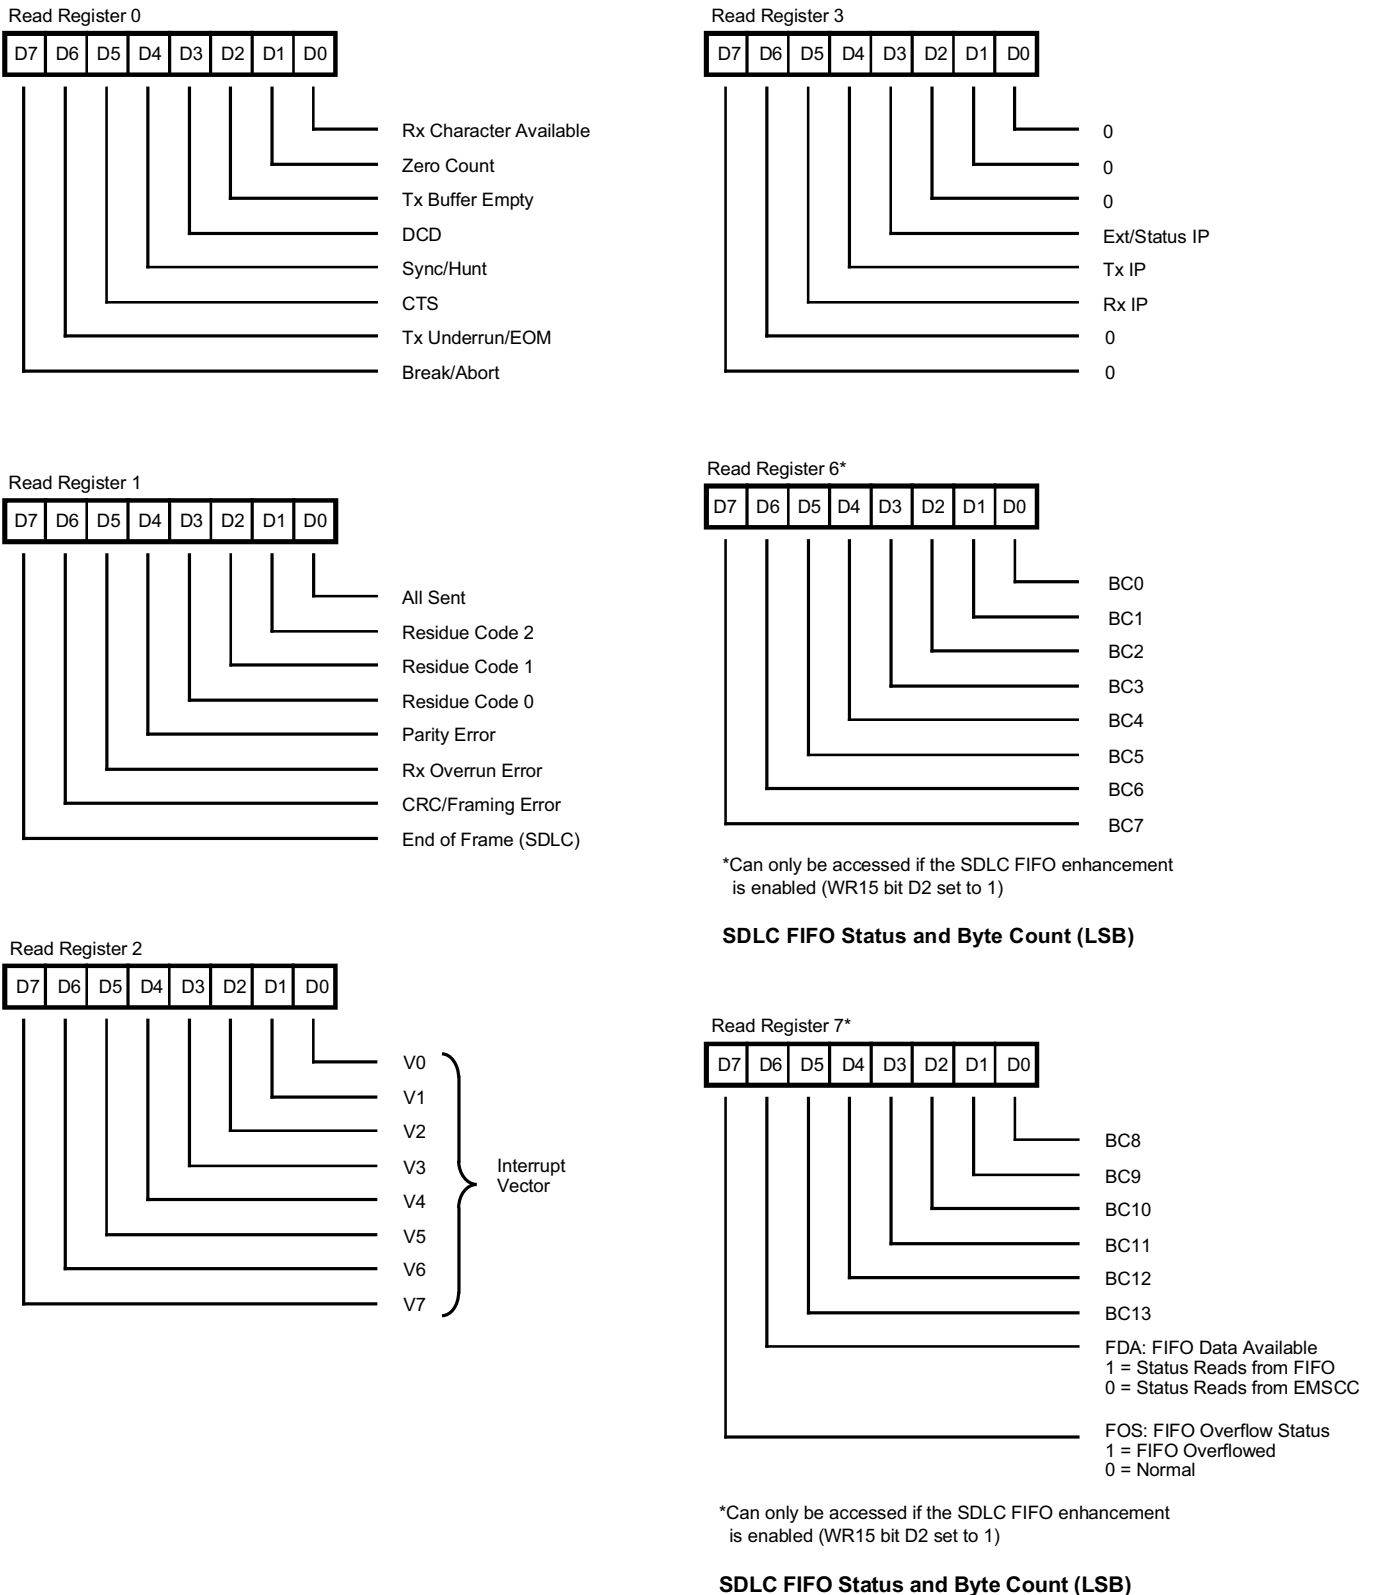 Read Register 0
D7 D6 D5 D4 D3 D2 D1 D0
Rx Character Available
Zero Count
Tx Buffer Empty
DCD
Sync/Hunt
CTS
Tx Underrun/EOM
Break/Abort
Read Register 1
D7 D6 D5 D4 D3 D2 D1 D0
All Sent
Residue Code 2
Residue Code 1
Residue Code 0
Parity Error
Rx Overrun Error
CRC/Framing Error
End of Frame (SDLC)
Read Register 2
D7 D6 D5 D4 D3 D2 D1 D0
V0
V1
V2
V3
V4
V5
V6
V7
Interrupt
Vector
Read Register 3
D7 D6 D5 D4 D3 D2 D1 D0
0
0
0
Ext/Status IP
Tx IP
Rx IP
0
0
Read Register 6*
D7 D6 D5 D4 D3 D2 D1 D0
BC0
BC1
BC2
BC3
BC4
BC5
BC6
BC7
*Can only be accessed if the SDLC FIFO enhancement
is enabled (WR15 bit D2 set to 1)
SDLC FIFO Status and Byte Count (LSB)
Read Register 7*
D7 D6 D5 D4 D3 D2 D1 D0
BC8
BC9
BC10
BC11
BC12
BC13
FDA: FIFO Data Available
1 = Status Reads from FIFO
0 = Status Reads from EMSCC
FOS: FIFO Overflow Status
1 = FIFO Overflowed
0 = Normal
*Can only be accessed if the SDLC FIFO enhancement
is enabled (WR15 bit D2 set to 1)
SDLC FIFO Status and Byte Count (LSB)